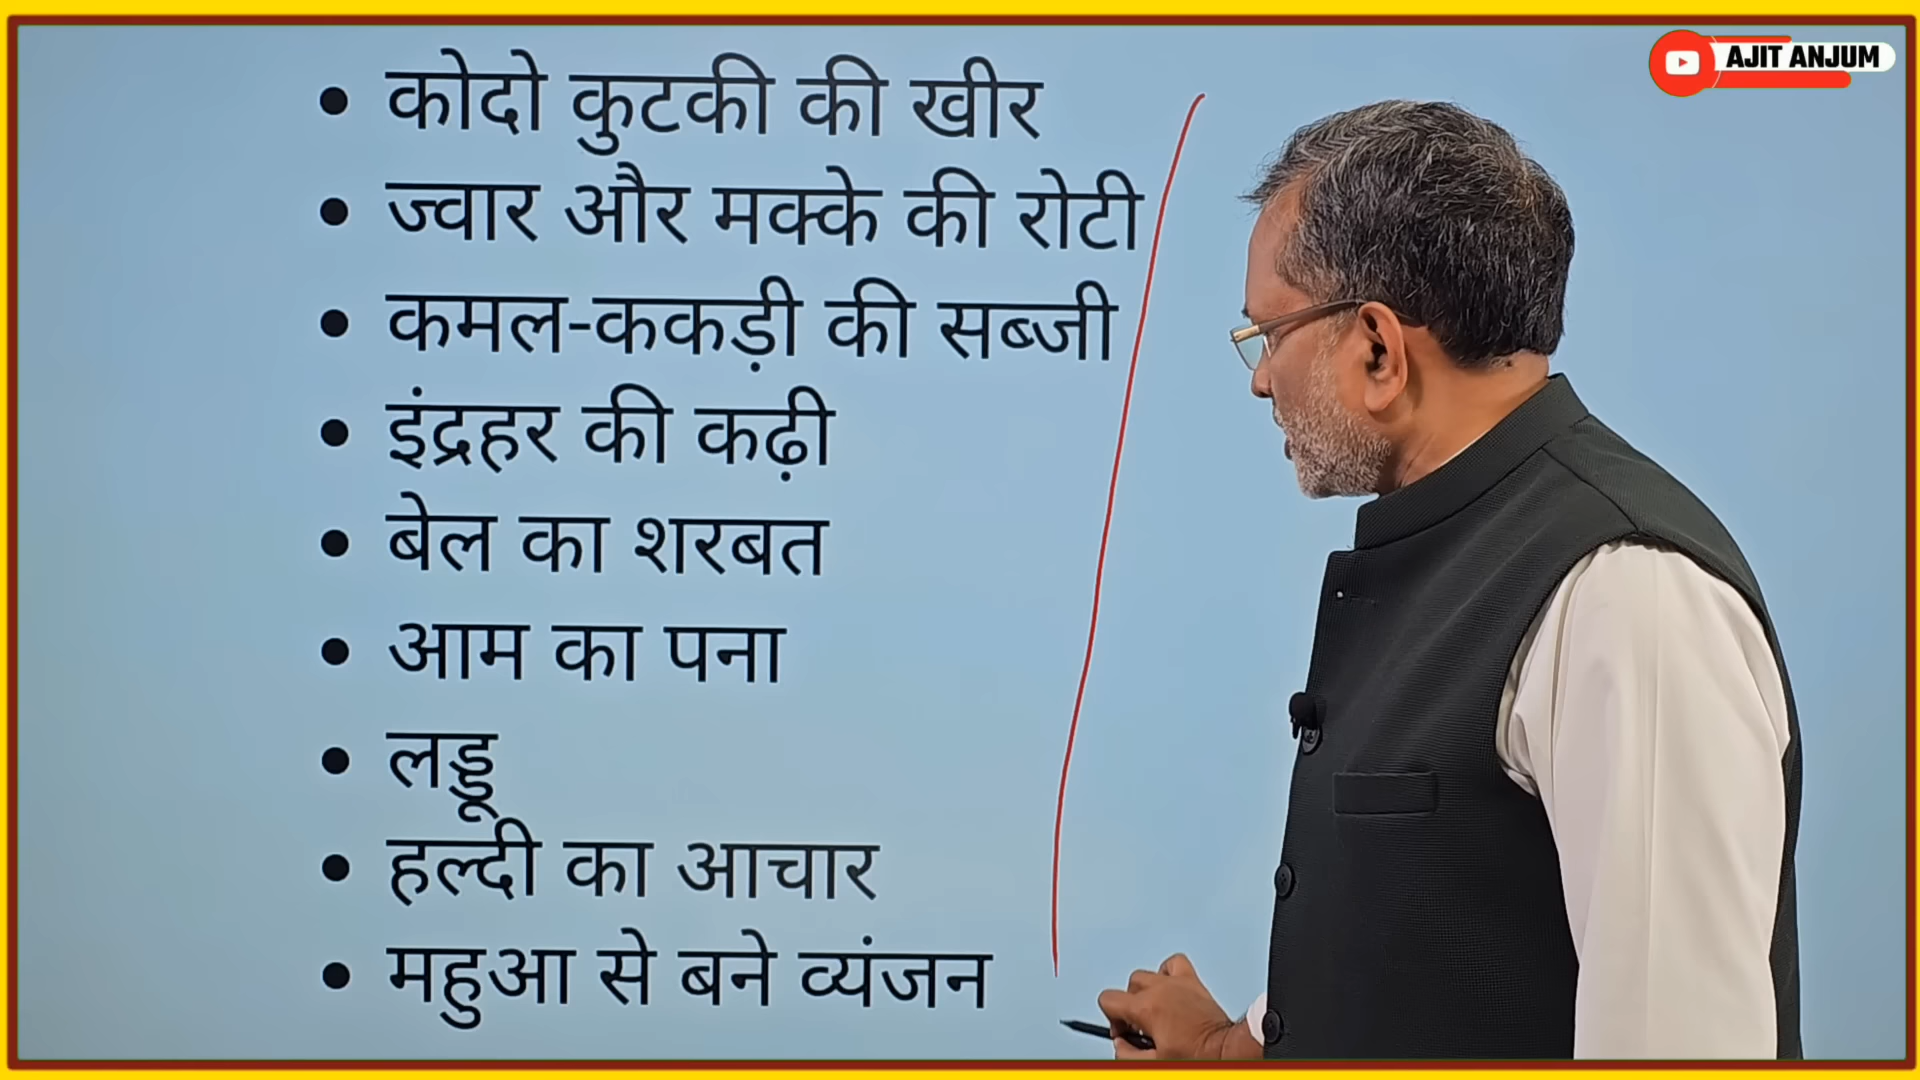 AJIT ANJUM
कोदो कुटकी की खीर
ज्वार और मक्के की रोटी
कमल-ककड़ी की सब्जी
इंद्रहर की कढ़ी
बेल का शरबत
आम का पना
लड्डू
हल्दी का आचार
महुआ से बने व्यंजन